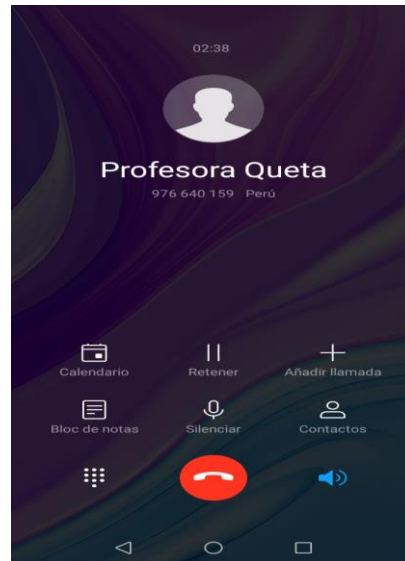 02:38
Profesora Queta
976 640 159 Perú
Calendario
Retener
Añadir llamada
Bloc de notas
Silenciar
Contactos